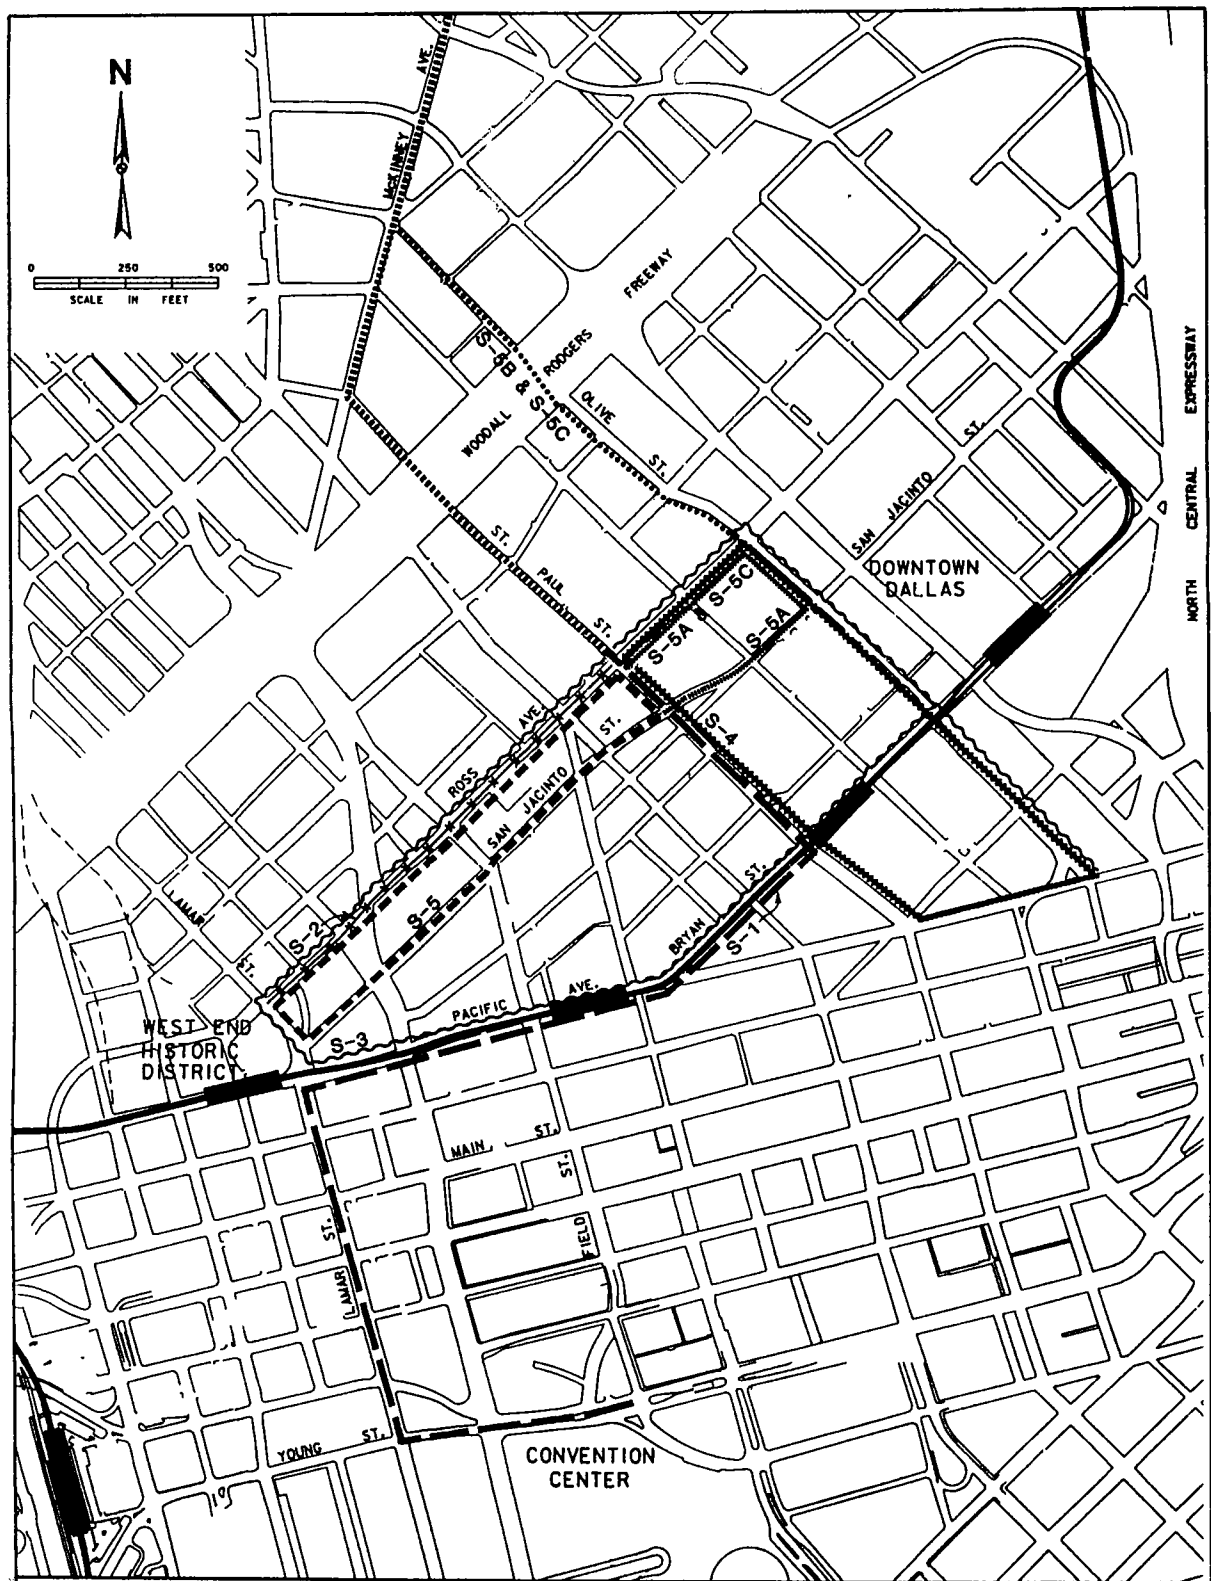 N
0 250 500
SCALE IN FEET
McKINNEY AVE.
S-5B & S-5C
WOODALL RODGERS FREEWAY
OLIVE ST.
SAN JACINTO ST.
NORTH CENTRAL EXPRESSWAY
DOWNTOWN
DALLAS
ST. PAUL ST.
S-5A & S-5C
S-5A
S-4
ROSS AVE.
SAN JACINTO ST.
S-2
S-5
LAMAR ST.
BRYAN ST.
S-1
PACIFIC AVE.
S-3
WEST END
HISTORIC
DISTRICT
MAIN ST.
FIELD ST.
LAMAR ST.
YOUNG ST.
CONVENTION
CENTER